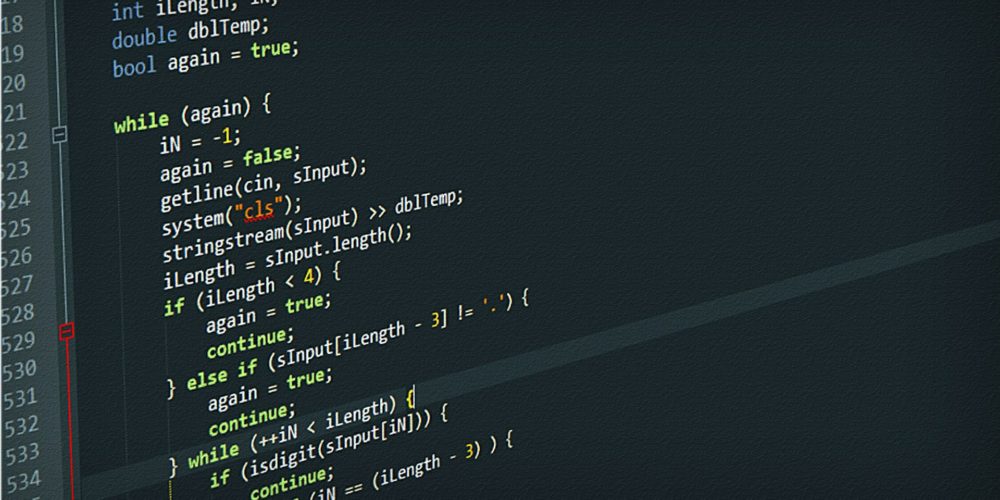 18 int iLength, iN;
19 double dblTemp;
20 bool again = true;
21
522 while (again) {
523 iN = -1;
524 again = false;
525 getline(cin, sInput);
526 system("cls");
527 stringstream(sInput) >> dblTemp;
528 iLength = sInput.length();
529 if (iLength < 4) {
530 again = true;
531 continue;
532 } else if (sInput[iLength - 3] != '.') {
533 again = true;
534 continue;
} while (++iN < iLength) {
if (isdigit(sInput[iN])) {
continue;
(iN == (iLength - 3) ) {